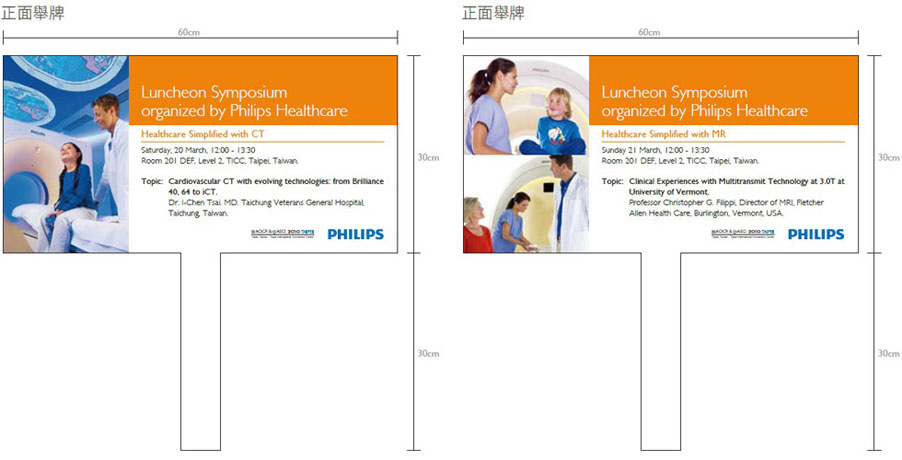 正面舉牌
60cm
Luncheon Symposium
organized by Philips Healthcare
Healthcare Simplified with CT
Saturday, 20 March, 12:00 - 13:30
Room 201 DEF, Level 2, TICC, Taipei, Taiwan.
Topic: Cardiovascular CT with evolving technologies: from Brilliance
40, 64 to iCT.
Dr. I-Chen Tsai. MD. Taichung Veterans General Hospital,
Taichung, Taiwan.
PHILIPS
30cm
30cm
正面舉牌
60cm
Luncheon Symposium
organized by Philips Healthcare
Healthcare Simplified with MR
Sunday 21 March, 12:00 - 13:30
Room 201 DEF, Level 2, TICC, Taipei, Taiwan.
Topic: Clinical Experiences with Multitransmit Technology at 3.0T at
University of Vermont.
Professor Christopher G. Filippi, Director of MRI, Fletcher
Allen Health Care, Burlington, Vermont, USA.
PHILIPS
30cm
30cm